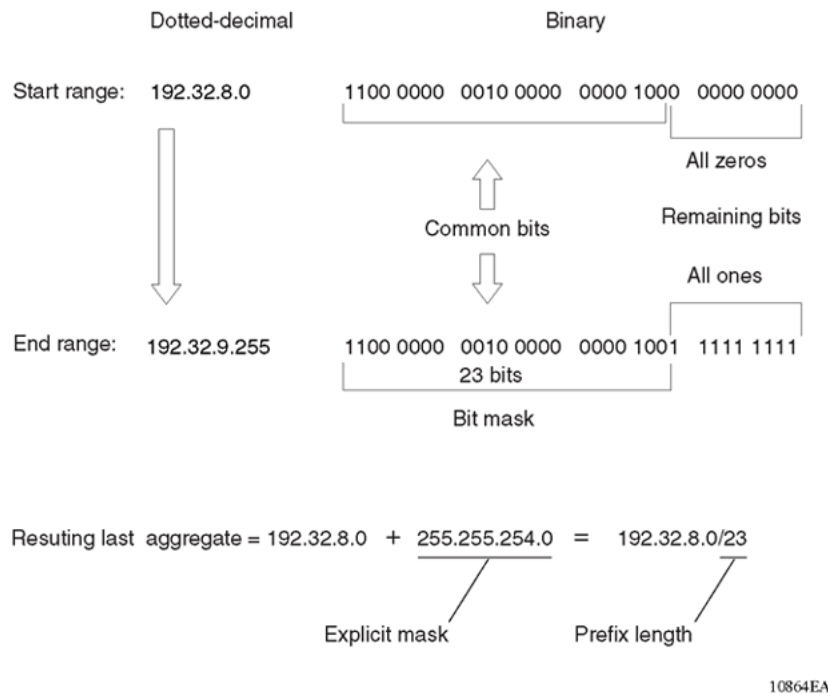 Dotted-decimal Binary
Start range: 192.32.8.0 1100 0000 0010 0000 0000 1000 0000 0000
All zeros
Common bits Remaining bits
All ones
End range: 192.32.9.255 1100 0000 0010 0000 0000 1001 1111 1111
23 bits
Bit mask
Resuting last aggregate = 192.32.8.0 + 255.255.254.0 = 192.32.8.0/23
Explicit mask Prefix length
10864EA